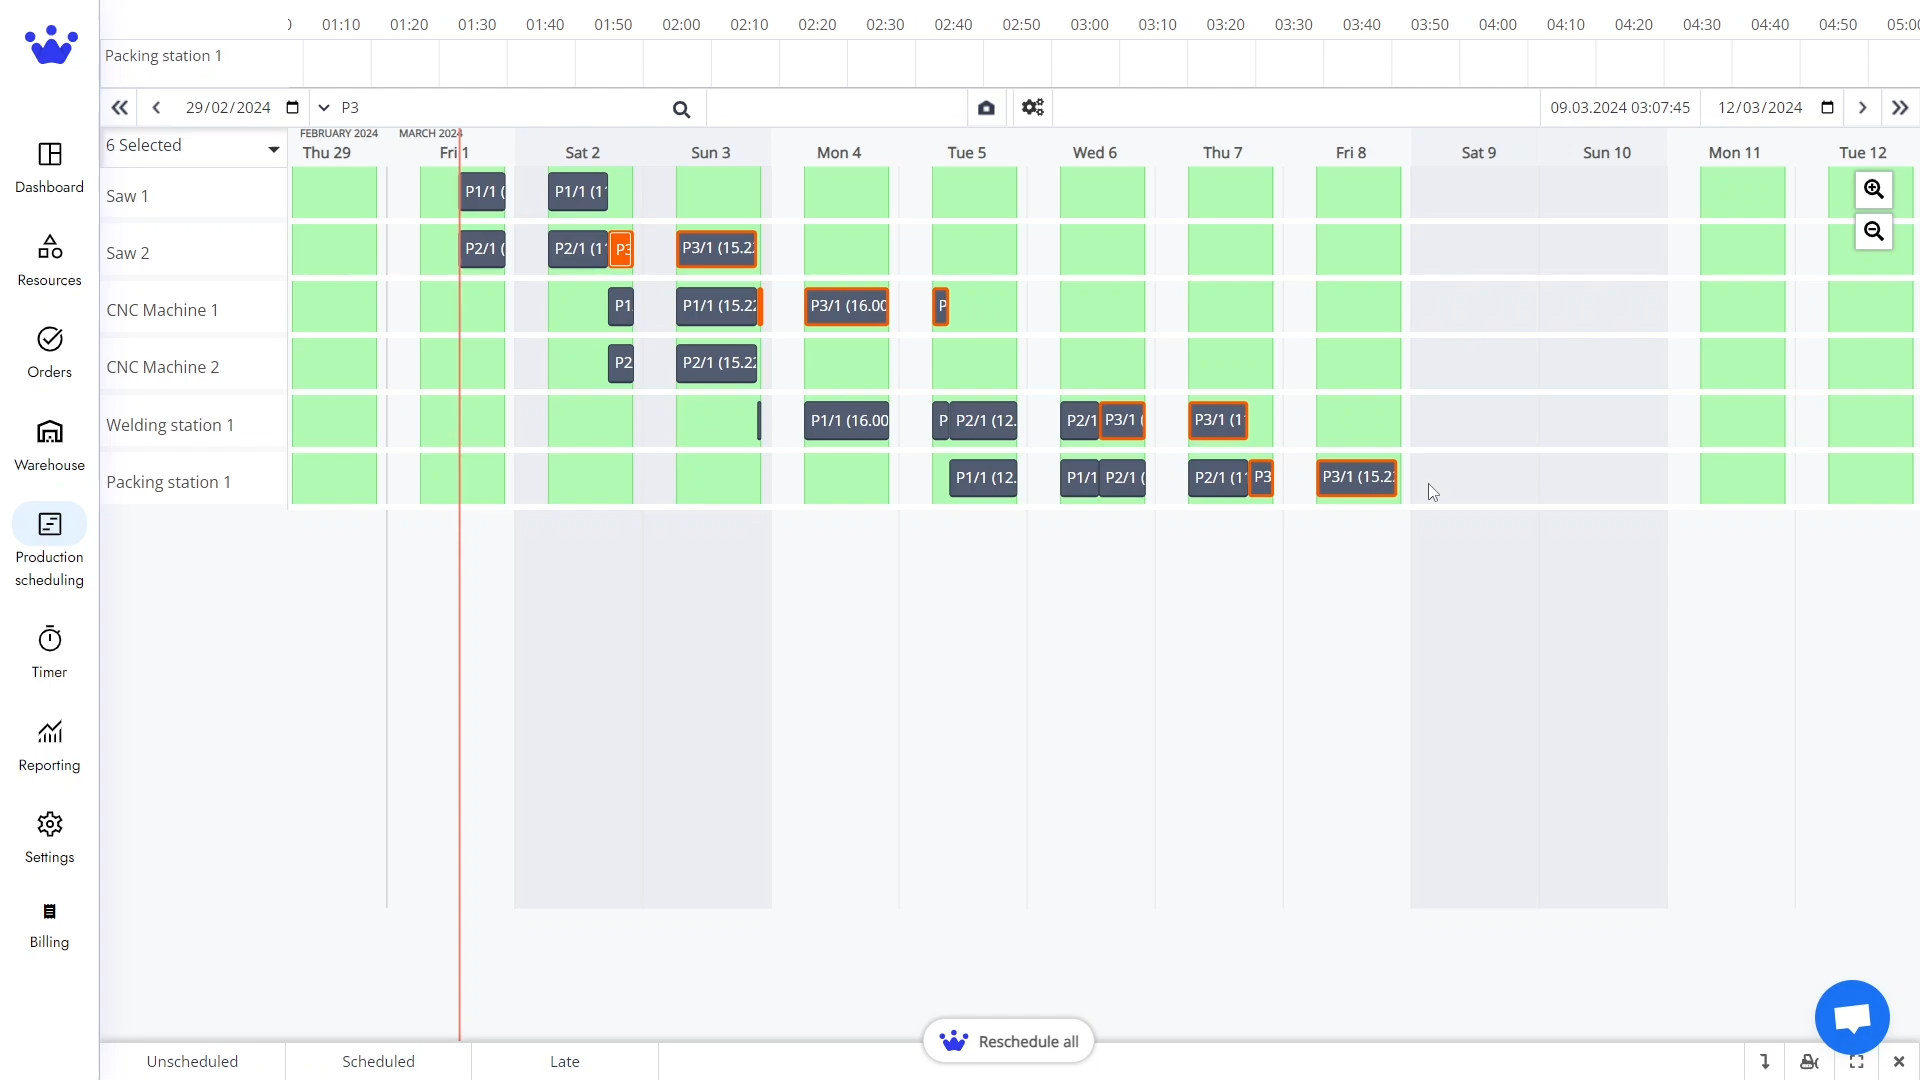 01:10 01:20 01:30 01:40 01:50 02:00 02:10 02:20 02:30 02:40 02:50 03:00 03:10 03:20 03:30 03:40 03:50 04:00 04:10 04:20 04:30 04:40 04:50 05:00
Packing station 1
29/02/2024 P3 09.03.2024 03:07:45 12/03/2024
6 Selected
FEBRUARY 2024 MARCH 2024
Thu 29 Fri 1 Sat 2 Sun 3 Mon 4 Tue 5 Wed 6 Thu 7 Fri 8 Sat 9 Sun 10 Mon 11 Tue 12
Saw 1 P1/1 ( P1/1 (1
Saw 2 P2/1 ( P2/1 (1 P3 P3/1 (15.2
CNC Machine 1 P1 P1/1 (15.22 P3/1 (16.00 P
CNC Machine 2 P2 P2/1 (15.22
Welding station 1 P1/1 (16.00 P P2/1 (12. P2/1 P3/1 ( P3/1 (1
Packing station 1 P1/1 (12. P1/1 P2/1 ( P2/1 (1 P3 P3/1 (15.2
Dashboard
Resources
Orders
Warehouse
Production
scheduling
Timer
Reporting
Settings
Billing
Reschedule all
Unscheduled Scheduled Late